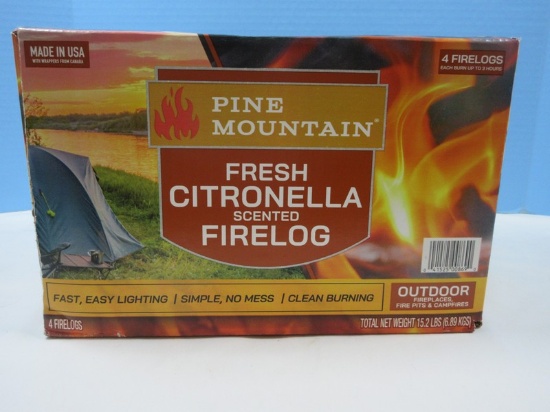 MADE IN USA
WITH WRAPPERS FROM CANADA
4 FIRELOGS
EACH BURN UP TO 3 HOURS
PINE
MOUNTAIN™
FRESH
CITRONELLA
SCENTED
FIRELOG
FAST, EASY LIGHTING | SIMPLE, NO MESS | CLEAN BURNING
OUTDOOR
FIREPLACES,
FIRE PITS & CAMPFIRES
4 FIRELOGS
TOTAL NET WEIGHT 15.2 LBS (6.89 KGS)